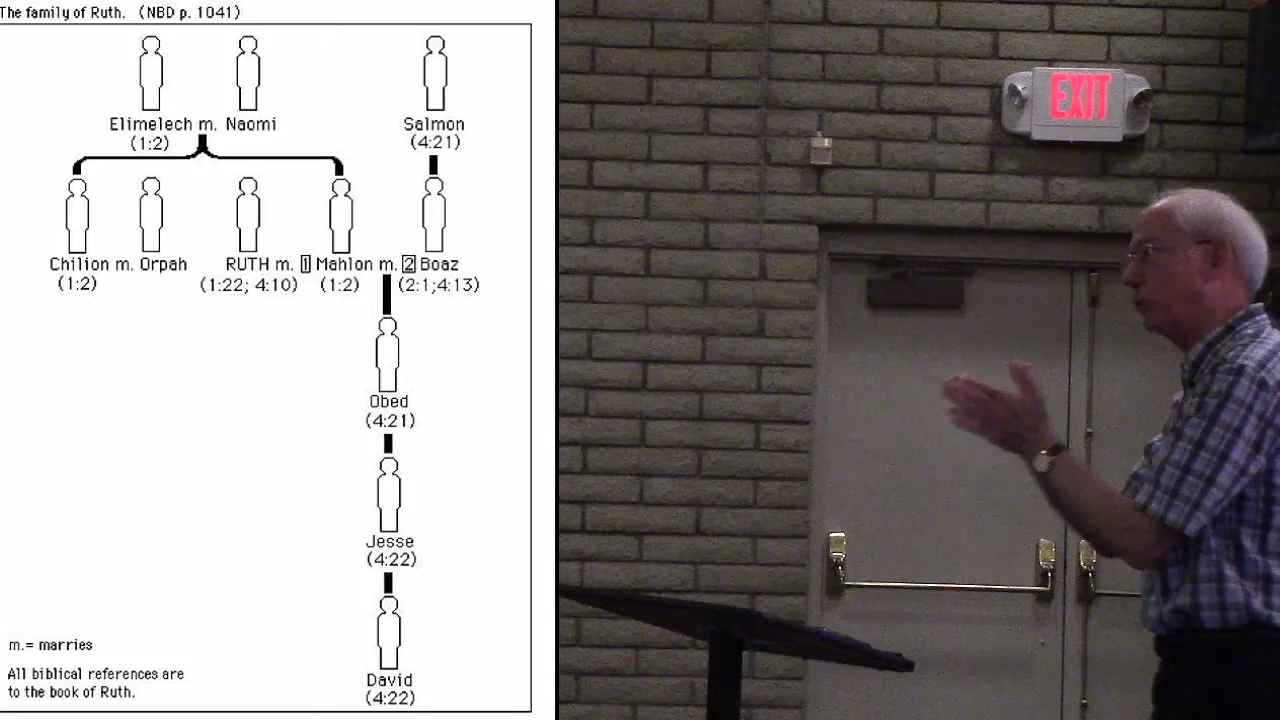 The family of Ruth. (NBD p. 1041)
Elimelech m. Naomi
(1:2)
Salmon
(4:21)
Chilion m. Orpah
(1:2)
RUTH m. 1 Mahlon m. 2 Boaz
(1:22; 4:10) (1:2) (2:1;4:13)
Obed
(4:21)
Jesse
(4:22)
David
(4:22)
m.= marries
All biblical references are
to the book of Ruth.
EXIT